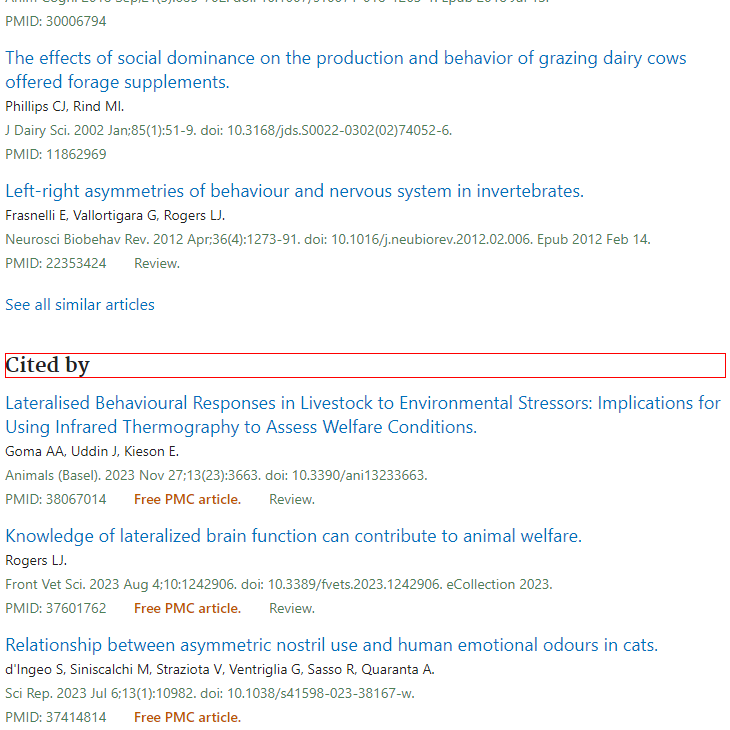 PMID: 30006794
The effects of social dominance on the production and behavior of grazing dairy cows
offered forage supplements.
Phillips CJ, Rind MI.
J Dairy Sci. 2002 Jan;85(1):51-9. doi: 10.3168/jds.S0022-0302(02)74052-6.
PMID: 11862969
Left-right asymmetries of behaviour and nervous system in invertebrates.
Frasnelli E, Vallortigara G, Rogers LJ.
Neurosci Biobehav Rev. 2012 Apr;36(4):1273-91. doi: 10.1016/j.neubiorev.2012.02.006. Epub 2012 Feb 14.
PMID: 22353424 Review.
See all similar articles
Cited by
Lateralised Behavioural Responses in Livestock to Environmental Stressors: Implications for
Using Infrared Thermography to Assess Welfare Conditions.
Goma AA, Uddin J, Kieson E.
Animals (Basel). 2023 Nov 27;13(23):3663. doi: 10.3390/ani13233663.
PMID: 38067014 Free PMC article. Review.
Knowledge of lateralized brain function can contribute to animal welfare.
Rogers LJ.
Front Vet Sci. 2023 Aug 4;10:1242906. doi: 10.3389/fvets.2023.1242906. eCollection 2023.
PMID: 37601762 Free PMC article. Review.
Relationship between asymmetric nostril use and human emotional odours in cats.
d'Ingeo S, Siniscalchi M, Straziota V, Ventriglia G, Sasso R, Quaranta A.
Sci Rep. 2023 Jul 6;13(1):10982. doi: 10.1038/s41598-023-38167-w.
PMID: 37414814 Free PMC article.